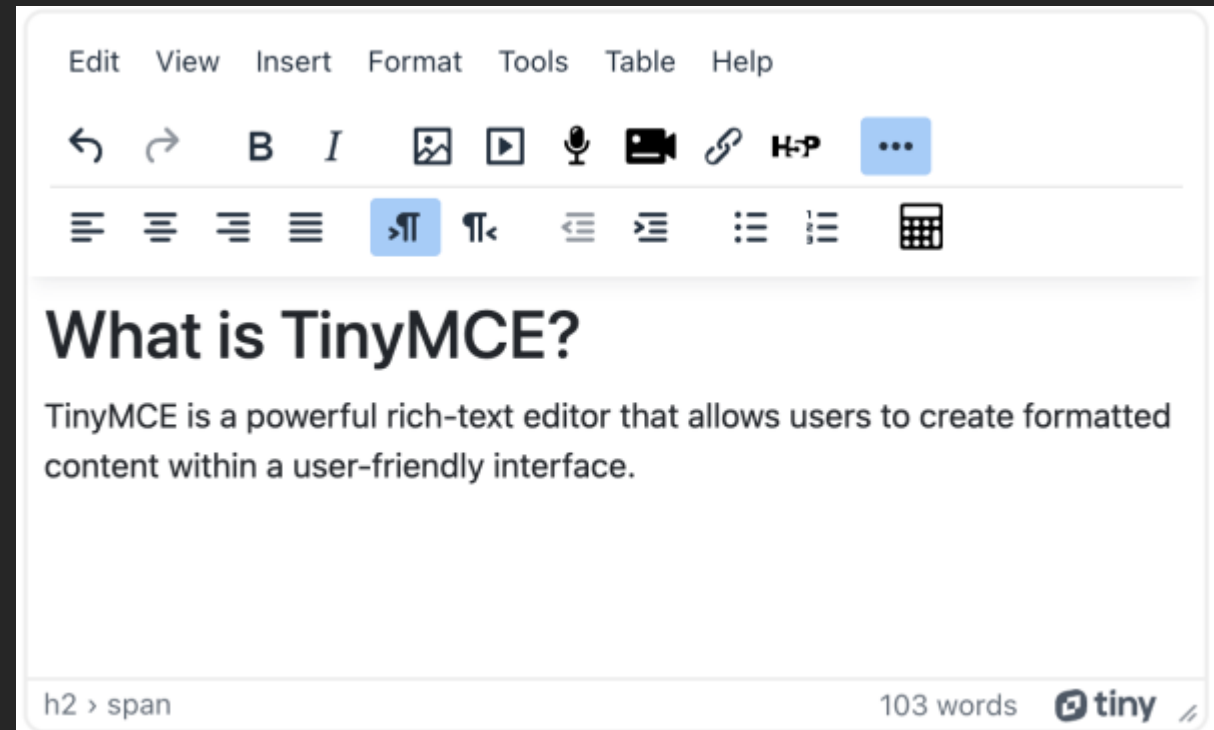 Edit View Insert Format Tools Table Help
B I H5P
What is TinyMCE?
TinyMCE is a powerful rich-text editor that allows users to create formatted
content within a user-friendly interface.
h2 › span 103 words tiny